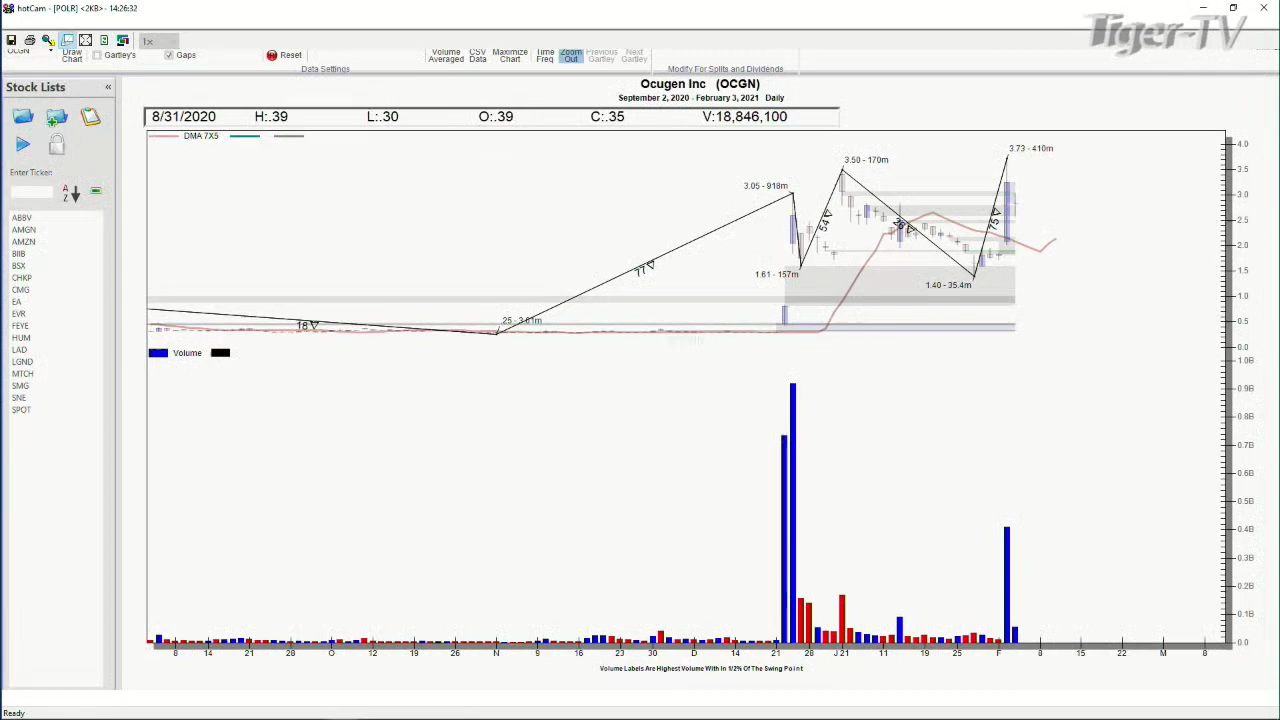 hotCam - [POLR] <2KB> - 14:26:32
Tiger-TV
1x
OCGN
Draw Chart
Gartley's
Gaps
Reset
Volume Averaged
CSV Data
Maximize Chart
Time Freq
Zoom Out
Previous Gartley
Next Gartley
Data Settings
Modify For Splits and Dividends
Stock Lists
«
Enter Ticker:
A
Z
ABBV
AMGN
AMZN
BIIB
BSX
CHKP
CMG
EA
EVR
FEYE
HUM
LAD
LGND
MTCH
SMG
SNE
SPOT
Ocugen Inc (OCGN)
September 2, 2020 - February 3, 2021 Daily
8/31/2020 H:.39 L:.30 O:.39 C:.35 V:18,846,100
DMA 7X5
3.73 - 410m
3.50 - 170m
3.05 - 918m
54
26
75
77
1.61 - 157m
1.40 - 35.4m
18
4.0
3.5
3.0
2.5
2.0
1.5
1.0
0.5
0.0
Volume
1.0B
0.9B
0.8B
0.7B
0.6B
0.5B
0.4B
0.3B
0.2B
0.1B
0.0
8 14 21 28 O 12 19 26 N 9 16 23 30 D 14 21 28 J 21 11 19 25 F 8 15 22 M 8
Volume Labels Are Highest Volume With In 1/2% Of The Swing Point
Ready